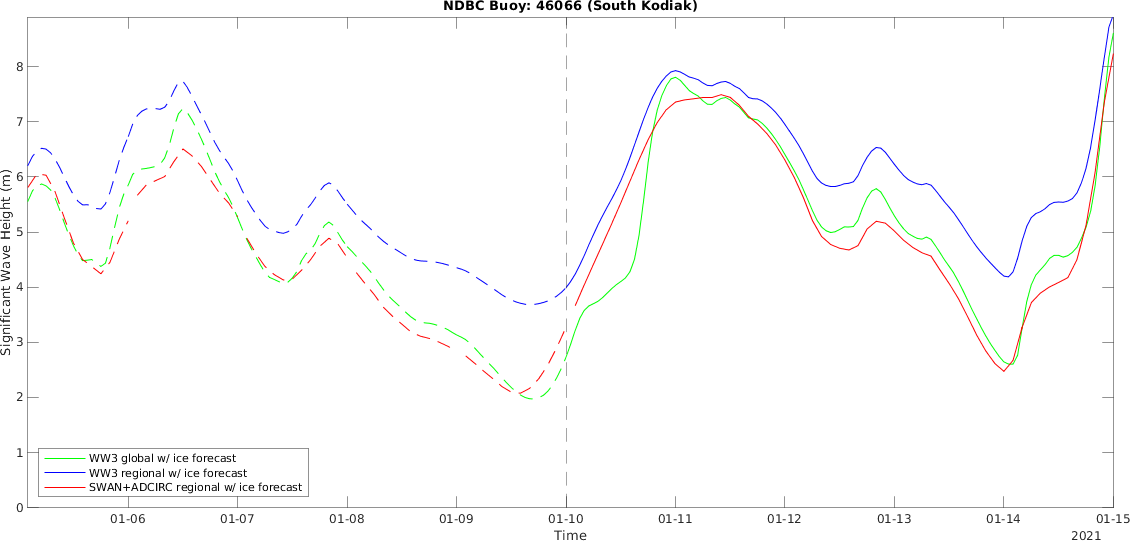 NDBC Buoy: 46066 (South Kodiak)
Significant Wave Height (m)
8
7
6
5
4
3
2
1
0
WW3 global w/ ice forecast
WW3 regional w/ ice forecast
SWAN+ADCIRC regional w/ ice forecast
01-06 01-07 01-08 01-09 01-10 01-11 01-12 01-13 01-14 01-15
Time
2021